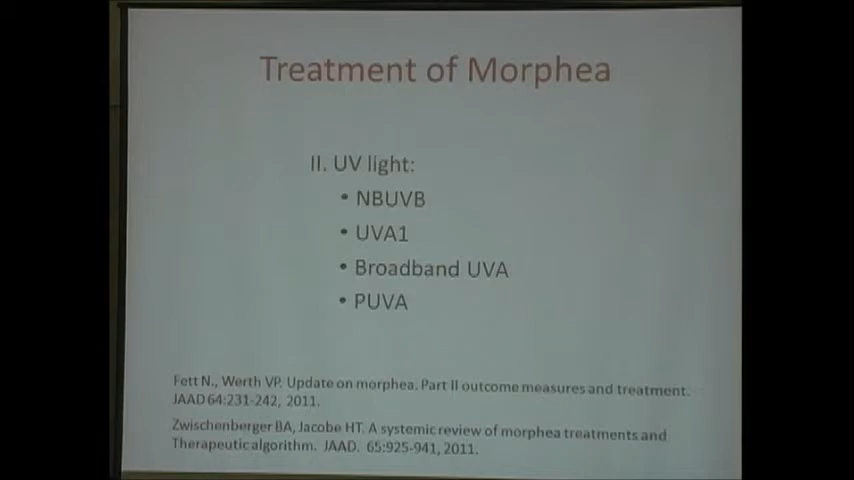 Treatment of Morphea
II. UV light:
• NBUVB
• UVA1
• Broadband UVA
• PUVA
Fett N., Werth VP. Update on morphea. Part II outcome measures and treatment.
JAAD 64:231-242, 2011.
Zwischenberger BA, Jacobe HT. A systemic review of morphea treatments and
Therapeutic algorithm. JAAD. 65:925-941, 2011.